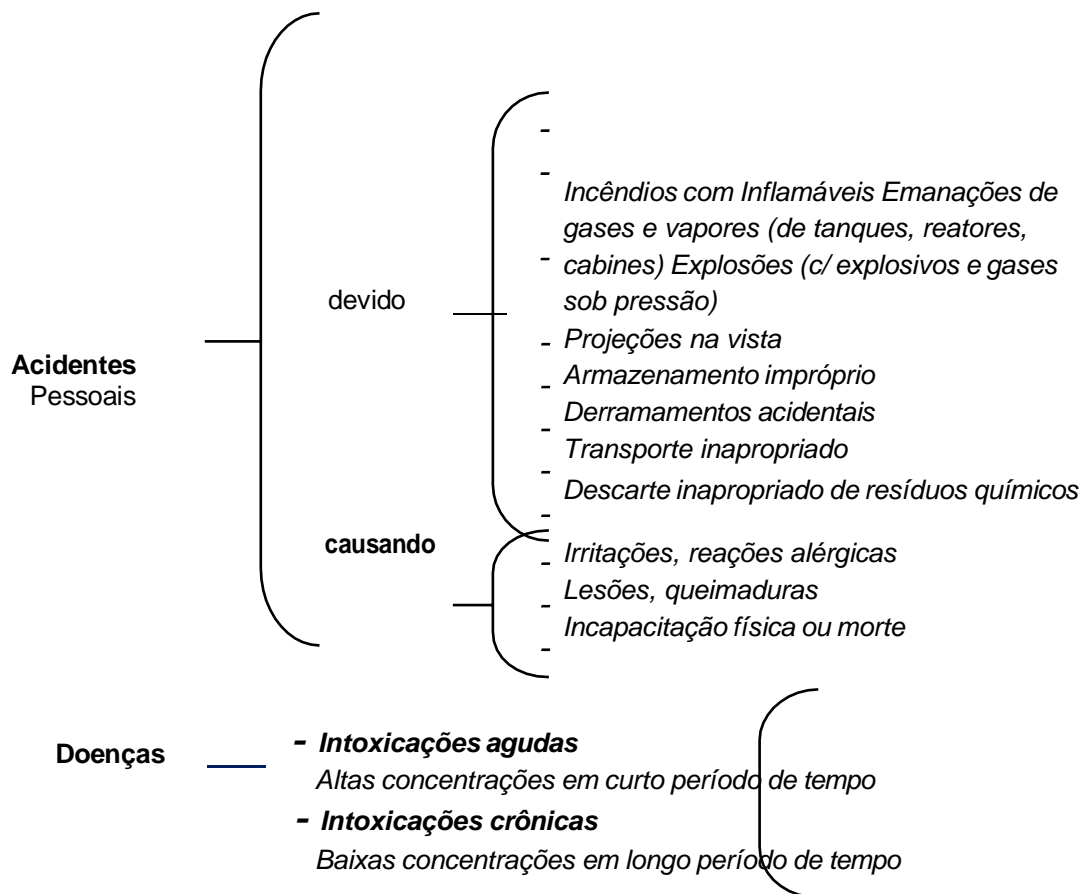 -
-
Incêndios com Inflamáveis Emanações de
gases e vapores (de tanques, reatores,
cabines) Explosões (c/ explosivos e gases
sob pressão)
-
devido
- Projeções na vista
Acidentes
Pessoais
- Armazenamento impróprio
Derramamentos acidentais
- Transporte inapropriado
- Descarte inapropriado de resíduos químicos
-
causando
- Irritações, reações alérgicas
- Lesões, queimaduras
Incapacitação física ou morte
-
Doenças
- Intoxicações agudas
Altas concentrações em curto período de tempo
- Intoxicações crônicas
Baixas concentrações em longo período de tempo